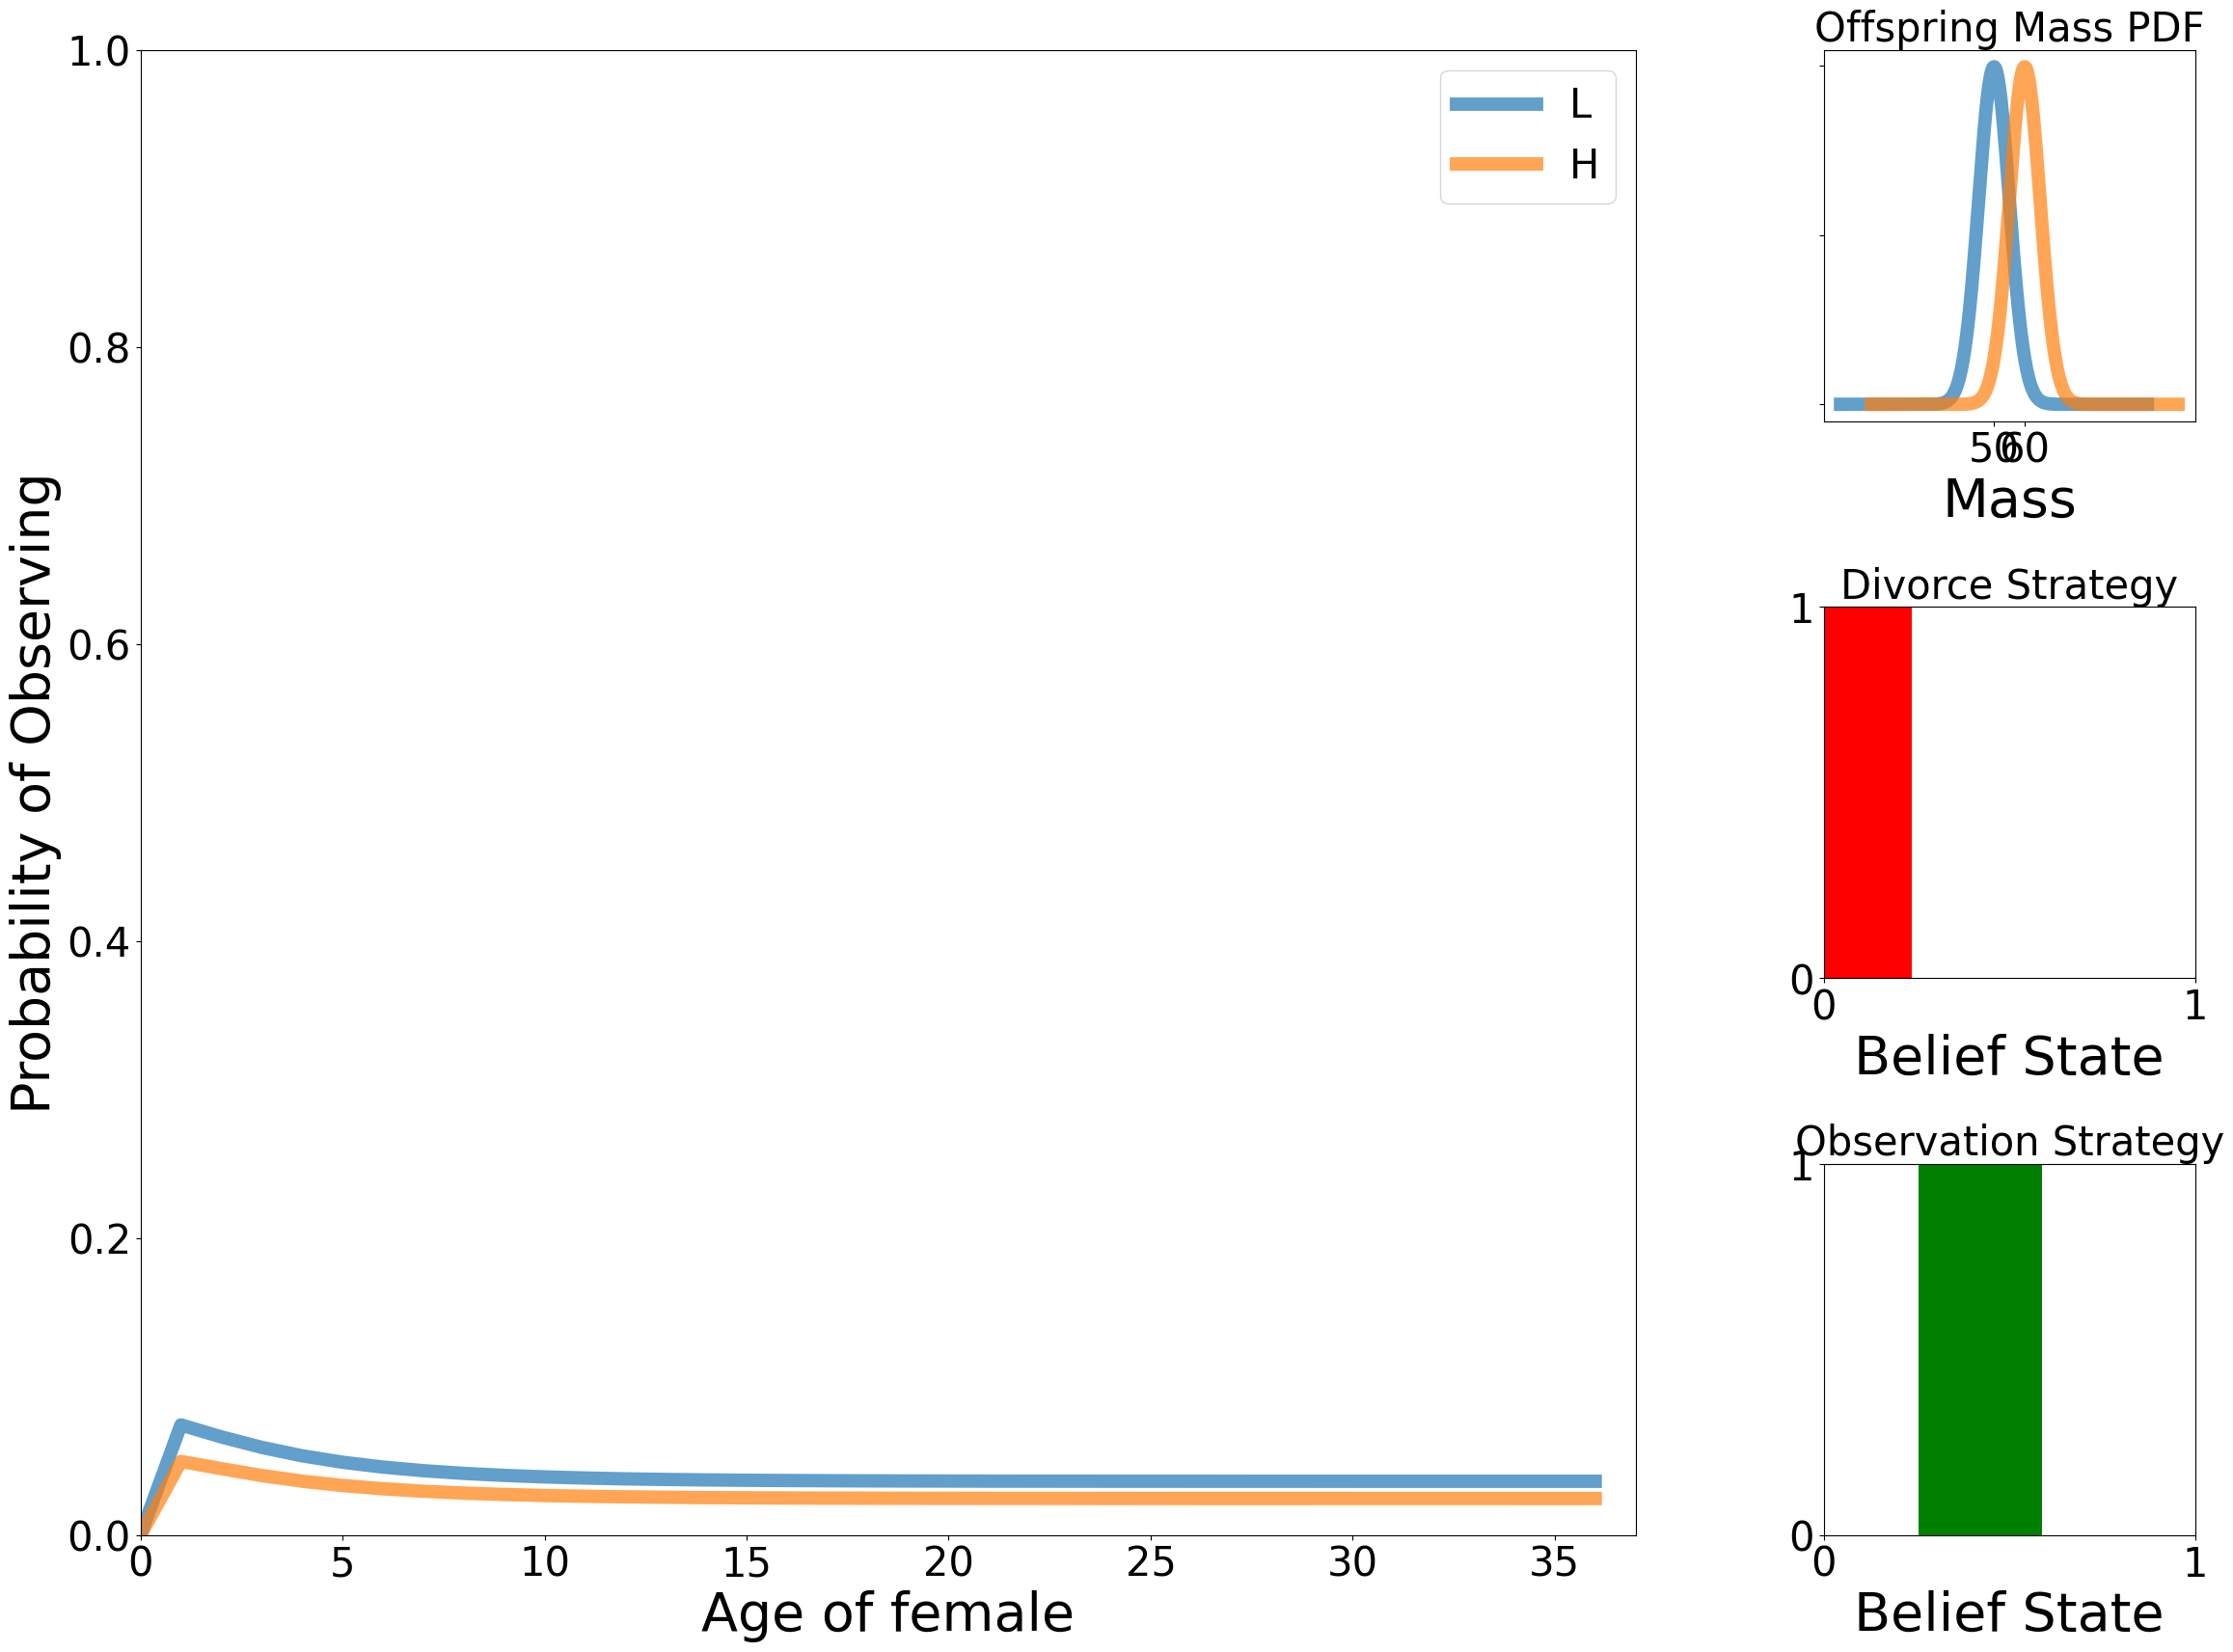 Probability of Observing
1.0
0.8
0.6
0.4
0.2
0.0
0 5 10 15 20 25 30 35
Age of female
L
H
Offspring Mass PDF
50 60
Mass
Divorce Strategy
1
0
0 1
Belief State
Observation Strategy
1
0
0 1
Belief State